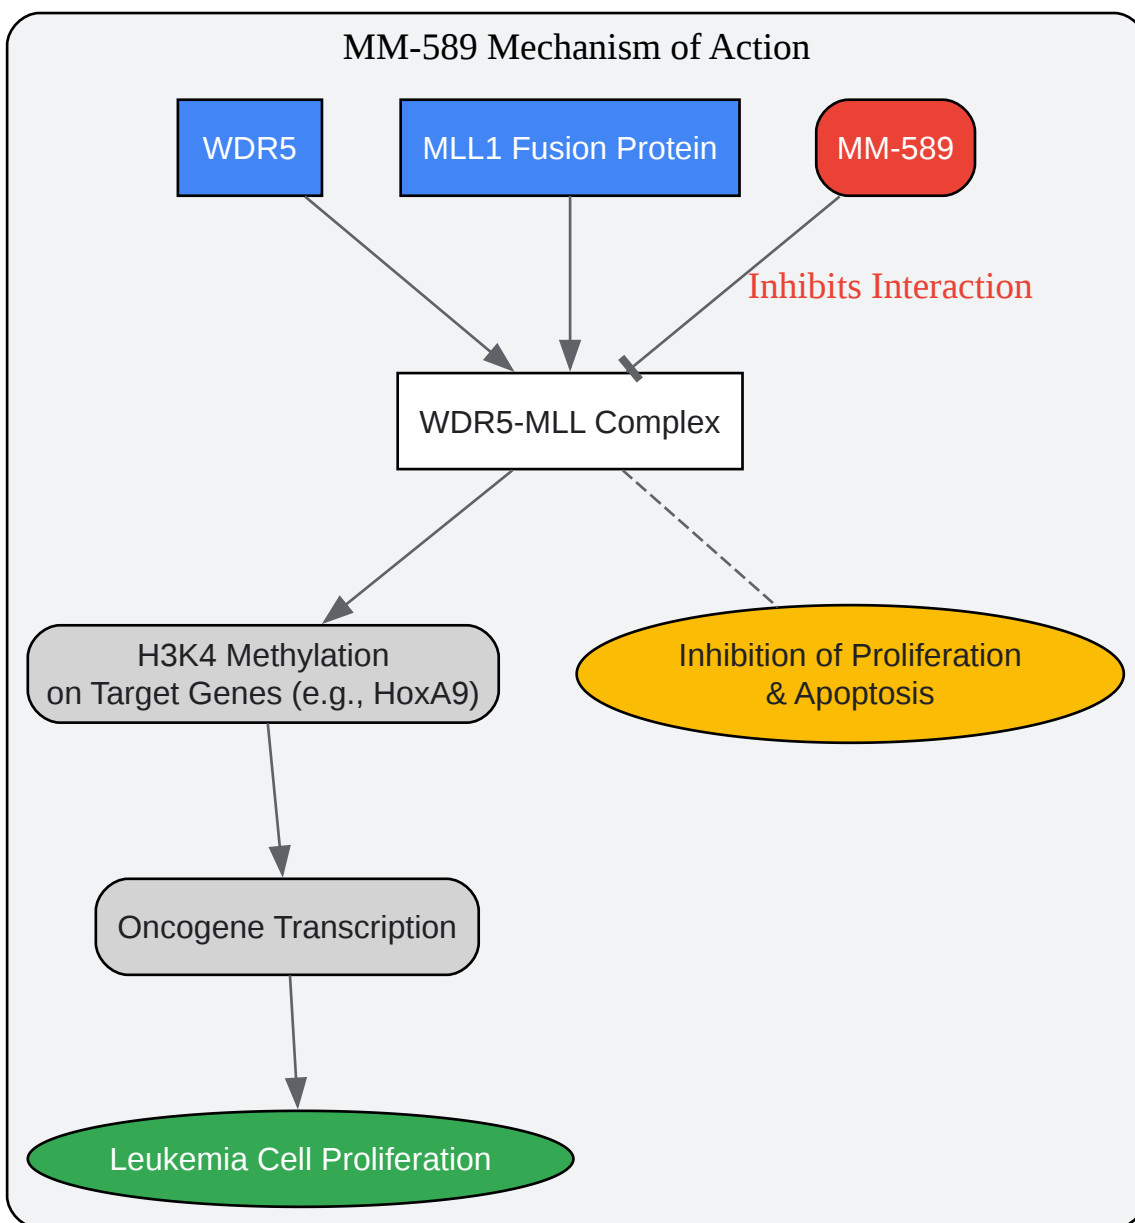 MM-589 Mechanism of Action
WDR5
MLL1 Fusion Protein
MM-589
Inhibits Interaction
WDR5-MLL Complex
H3K4 Methylation
on Target Genes (e.g., HoxA9)
Inhibition of Proliferation
& Apoptosis
Oncogene Transcription
Leukemia Cell Proliferation